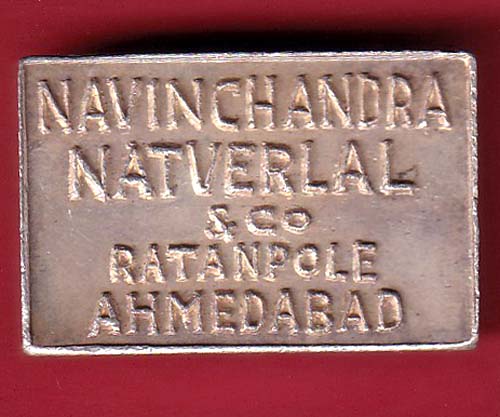 NAVINCHANDRA
NATVERLAL
& CO
RATANPOLE
AHMEDABAD